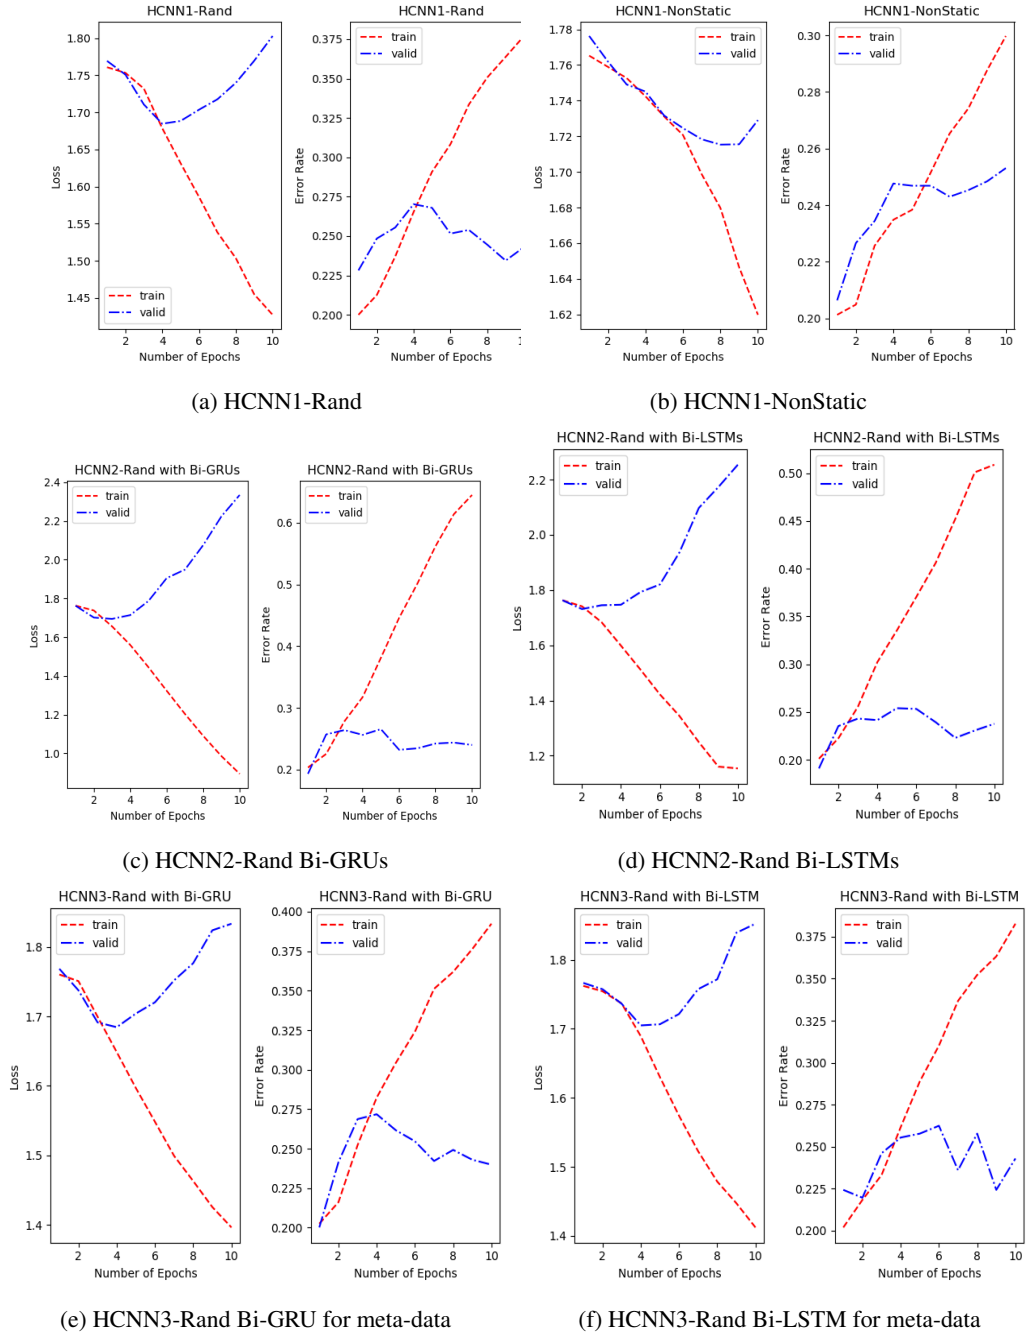 HCNN1-Rand
1.80
1.75
1.70
1.65
1.60
1.55
1.50
1.45
Loss
train
valid
2 4 6 8 10
Number of Epochs
HCNN1-Rand
0.375
0.350
0.325
0.300
0.275
0.250
0.225
0.200
Error Rate
train
valid
2 4 6 8 1
Number of Epochs
(a) HCNN1-Rand
HCNN1-NonStatic
1.78
1.76
1.74
1.72
1.70
1.68
1.66
1.64
1.62
Loss
train
valid
2 4 6 8 10
Number of Epochs
HCNN1-NonStatic
0.30
0.28
0.26
0.24
0.22
0.20
Error Rate
train
valid
2 4 6 8 10
Number of Epochs
(b) HCNN1-NonStatic
HCNN2-Rand with Bi-GRUs
2.4
2.2
2.0
1.8
1.6
1.4
1.2
1.0
Loss
train
valid
2 4 6 8 10
Number of Epochs
HCNN2-Rand with Bi-GRUs
0.6
0.5
0.4
0.3
0.2
Error Rate
train
valid
2 4 6 8 10
Number of Epochs
(c) HCNN2-Rand Bi-GRUs
HCNN2-Rand with Bi-LSTMs
2.2
2.0
1.8
1.6
1.4
1.2
Loss
train
valid
2 4 6 8 10
Number of Epochs
HCNN2-Rand with Bi-LSTMs
0.50
0.45
0.40
0.35
0.30
0.25
0.20
Error Rate
train
valid
2 4 6 8 10
Number of Epochs
(d) HCNN2-Rand Bi-LSTMs
HCNN3-Rand with Bi-GRU
1.8
1.7
1.6
1.5
1.4
Loss
train
valid
2 4 6 8 10
Number of Epochs
HCNN3-Rand with Bi-GRU
0.400
0.375
0.350
0.325
0.300
0.275
0.250
0.225
0.200
Error Rate
train
valid
2 4 6 8 10
Number of Epochs
(e) HCNN3-Rand Bi-GRU for meta-data
HCNN3-Rand with Bi-LSTM
1.8
1.7
1.6
1.5
1.4
Loss
train
valid
2 4 6 8 10
Number of Epochs
HCNN3-Rand with Bi-LSTM
0.375
0.350
0.325
0.300
0.275
0.250
0.225
0.200
Error Rate
train
valid
2 4 6 8 10
Number of Epochs
(f) HCNN3-Rand Bi-LSTM for meta-data